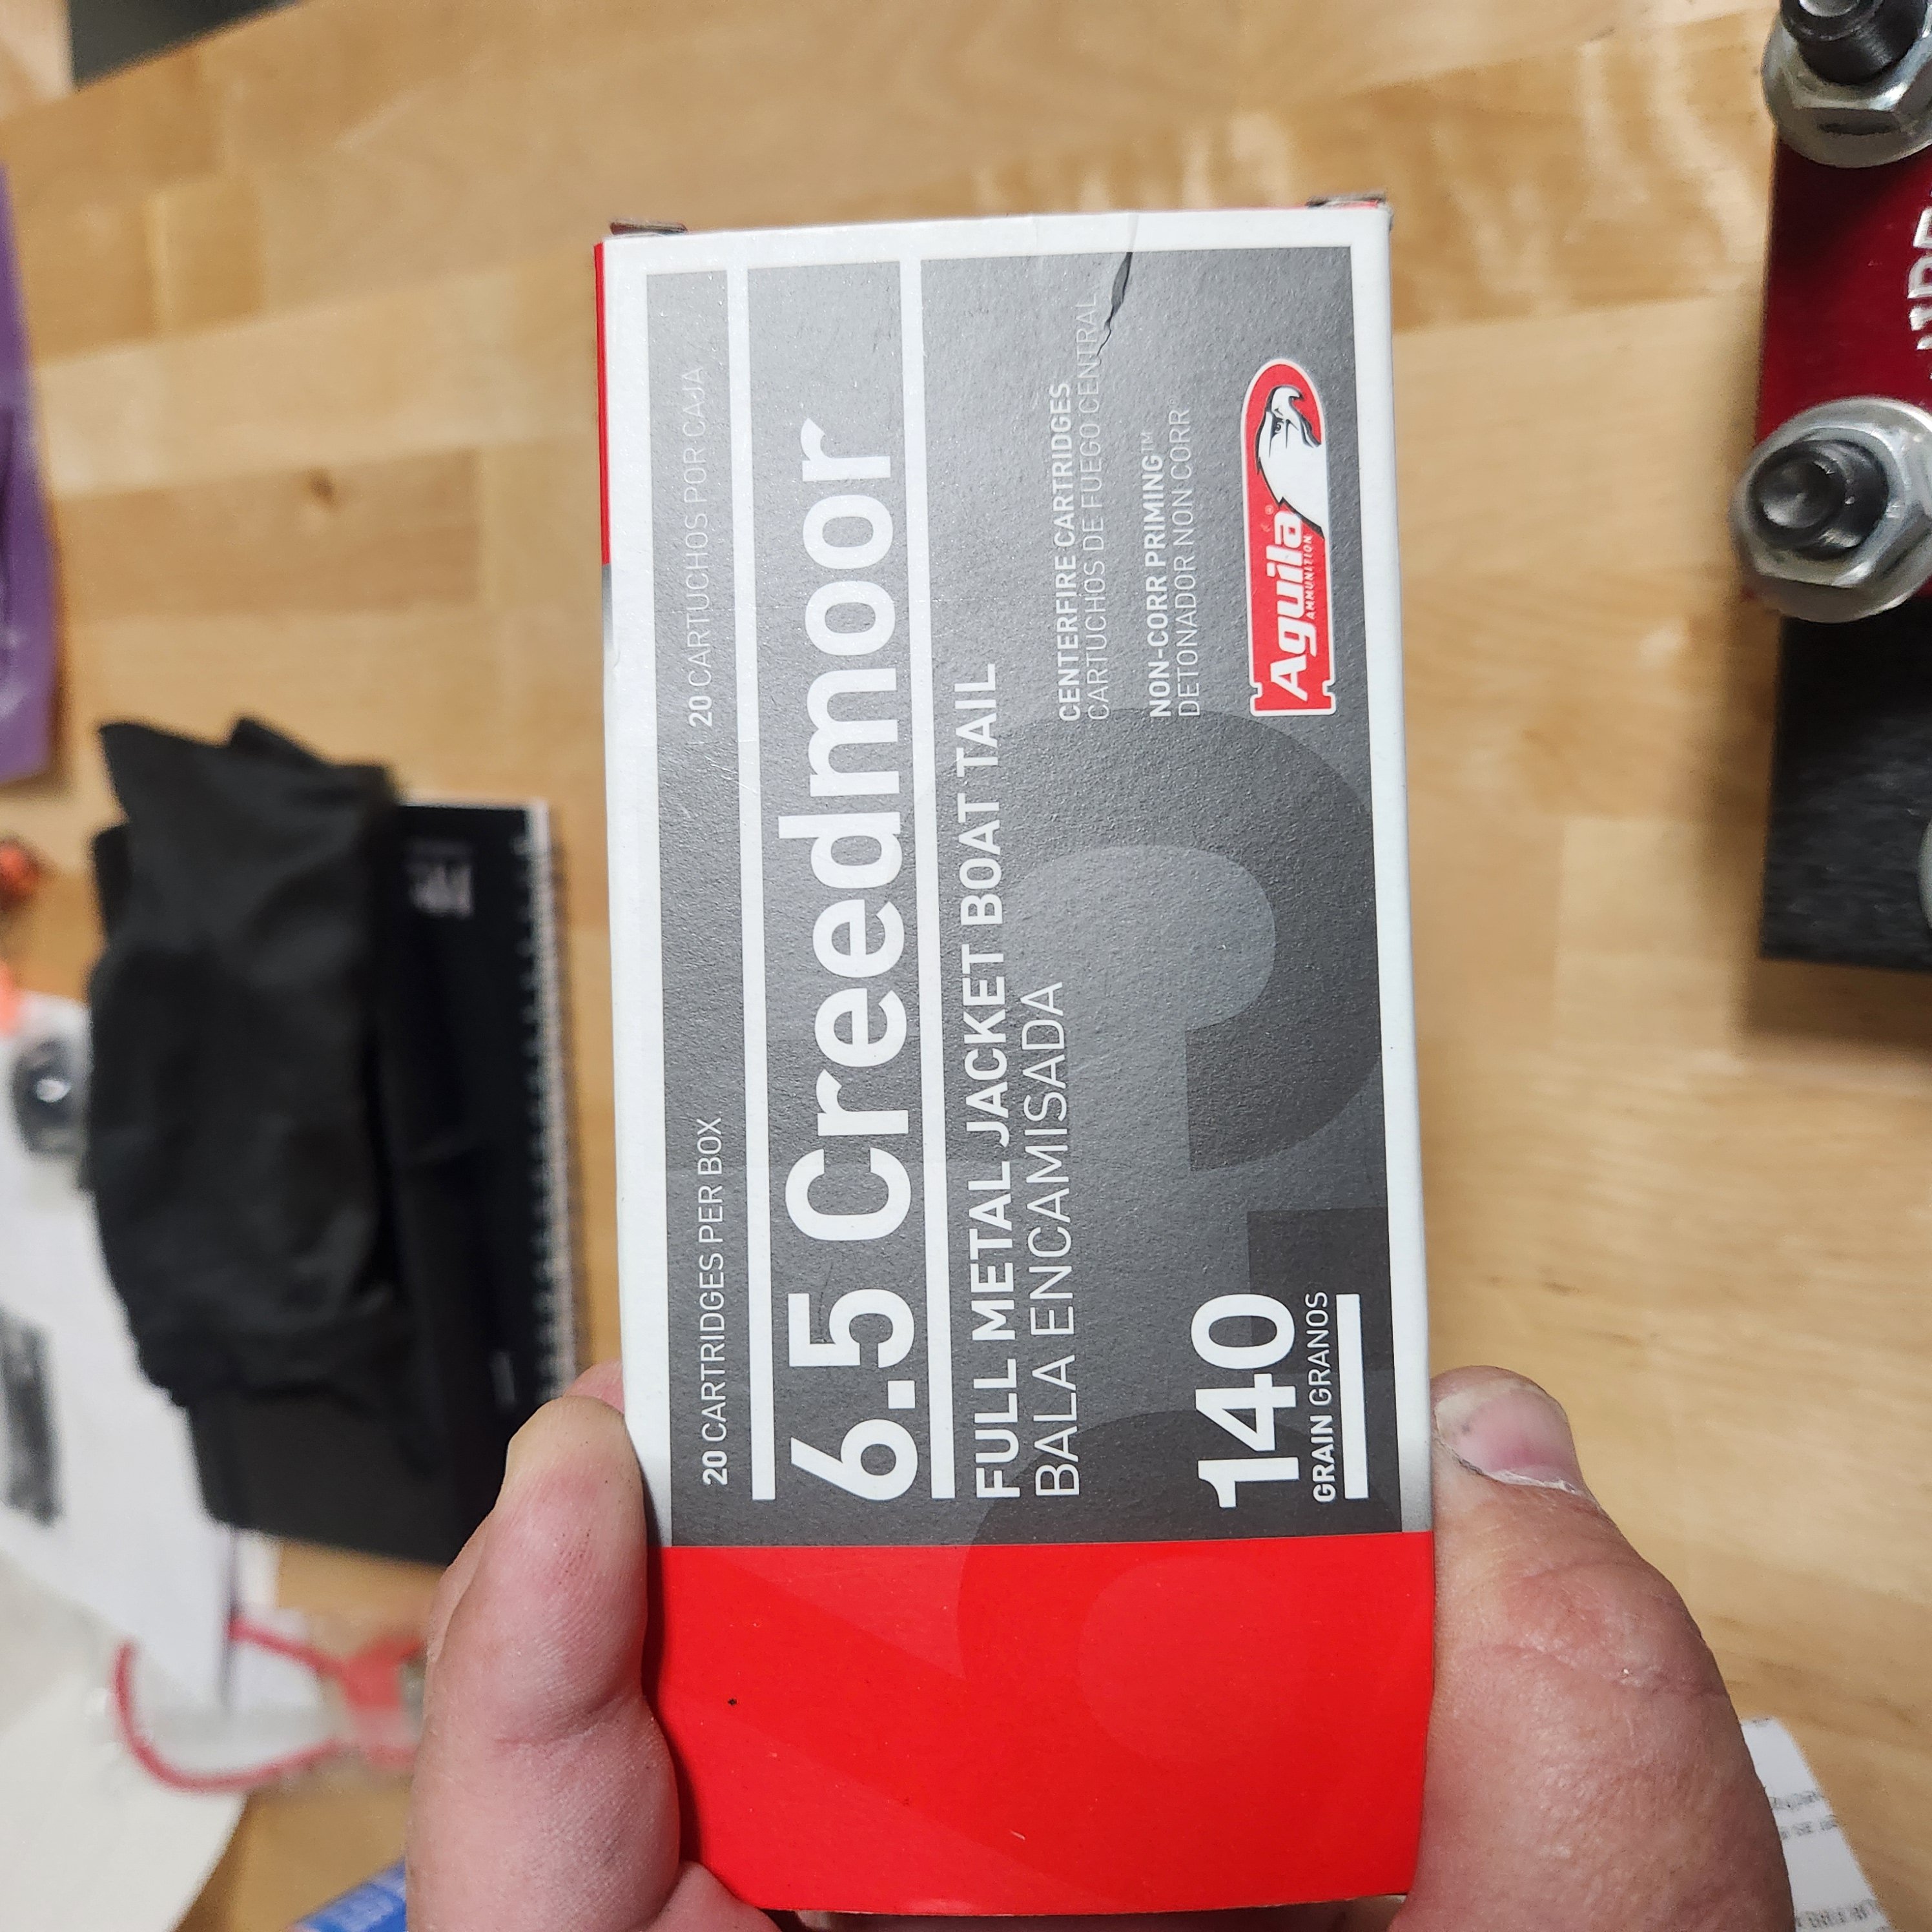 20 CARTRIDGES PER BOX
20 CARTUCHOS POR CAJA
6.5 Creedmoor
FULL METAL JACKET BOAT TAIL
BALA ENCAMISADA
CENTERFIRE CARTRIDGES
CARTUCHOS DE FUEGO CENTRAL
NON-CORR PRIMING™
DETONADOR NON CORR®
140
GRAIN GRANOS
Aguila®
AMMUNITION